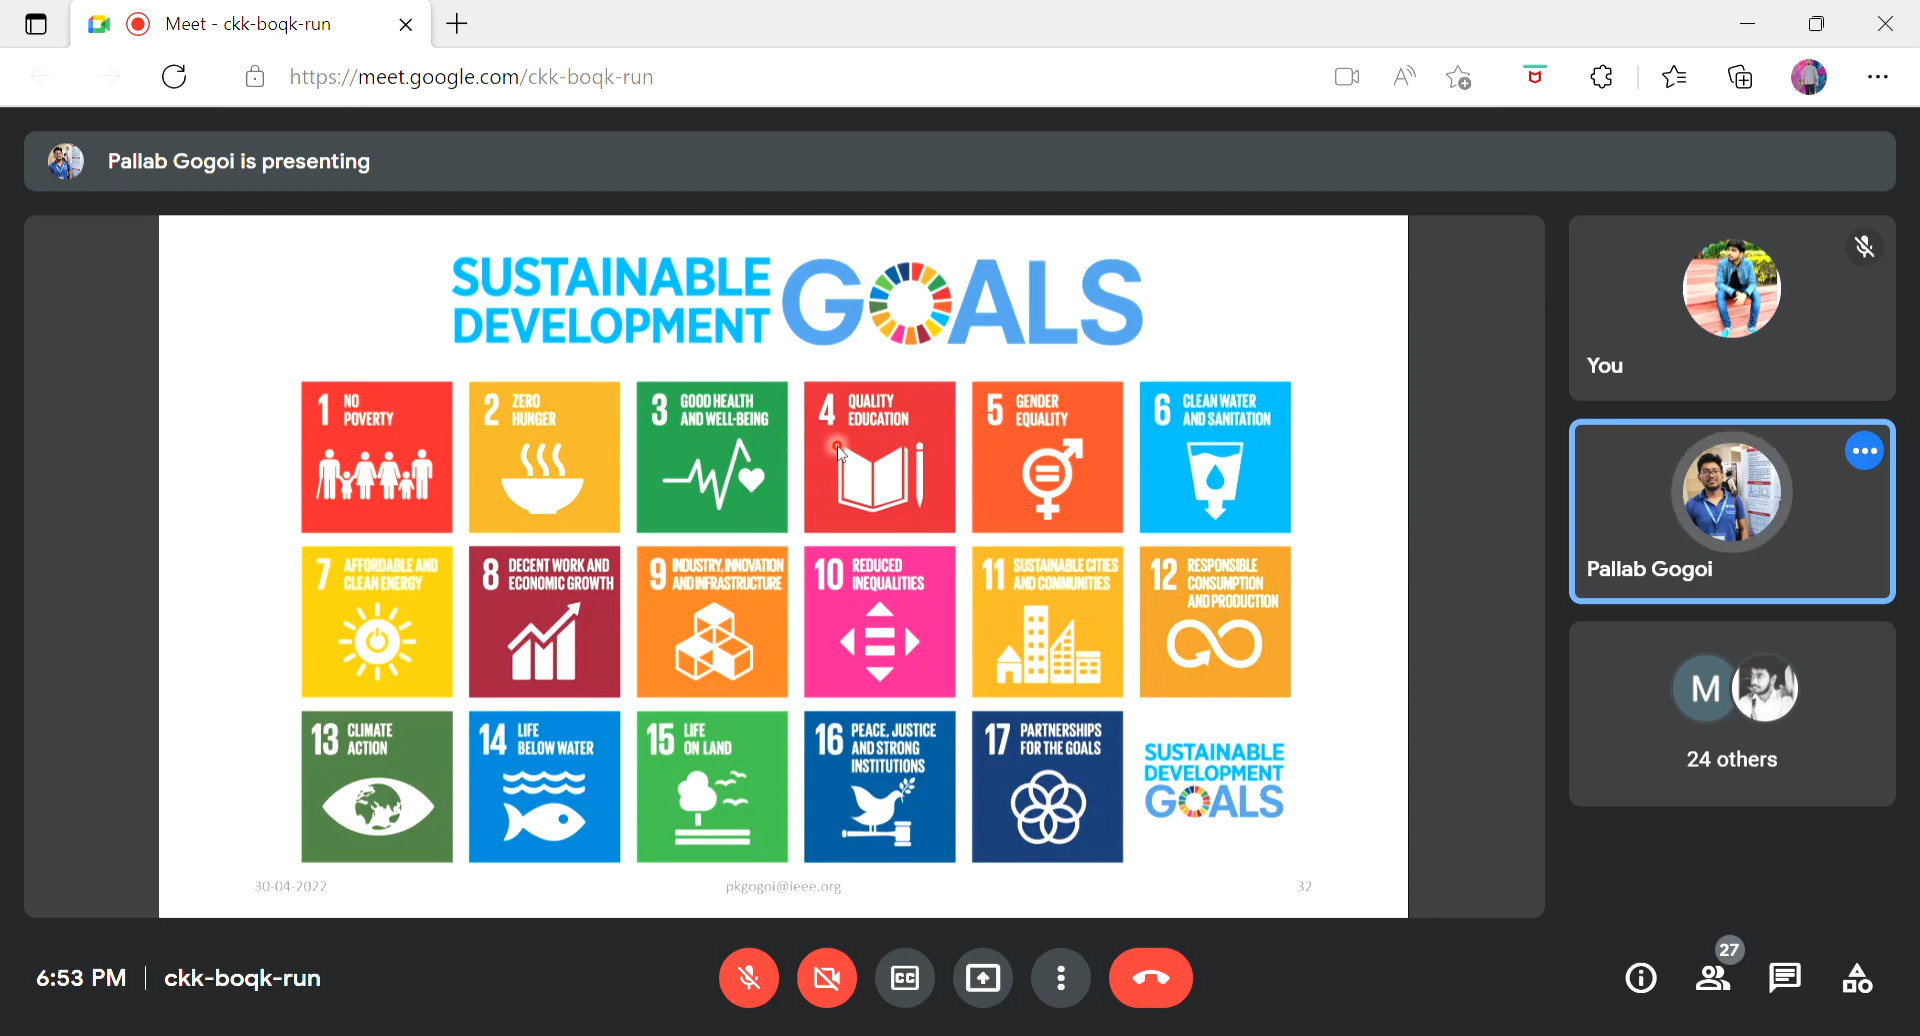 Meet - ckk-boqk-run
https://meet.google.com/ckk-boqk-run
Pallab Gogoi is presenting
SUSTAINABLE
DEVELOPMENT
GOALS
1 NO
POVERTY
2 ZERO
HUNGER
3 GOOD HEALTH
AND WELL-BEING
4 QUALITY
EDUCATION
5 GENDER
EQUALITY
6 CLEAN WATER
AND SANITATION
7 AFFORDABLE AND
CLEAN ENERGY
8 DECENT WORK AND
ECONOMIC GROWTH
9 INDUSTRY, INNOVATION
AND INFRASTRUCTURE
10 REDUCED
INEQUALITIES
11 SUSTAINABLE CITIES
AND COMMUNITIES
12 RESPONSIBLE
CONSUMPTION
AND PRODUCTION
13 CLIMATE
ACTION
14 LIFE
BELOW WATER
15 LIFE
ON LAND
16 PEACE, JUSTICE
AND STRONG
INSTITUTIONS
17 PARTNERSHIPS
FOR THE GOALS
SUSTAINABLE
DEVELOPMENT
GOALS
30-04-2022
pkgogoi@ieee.org
32
You
Pallab Gogoi
M
24 others
6:53 PM
ckk-boqk-run
CC
27